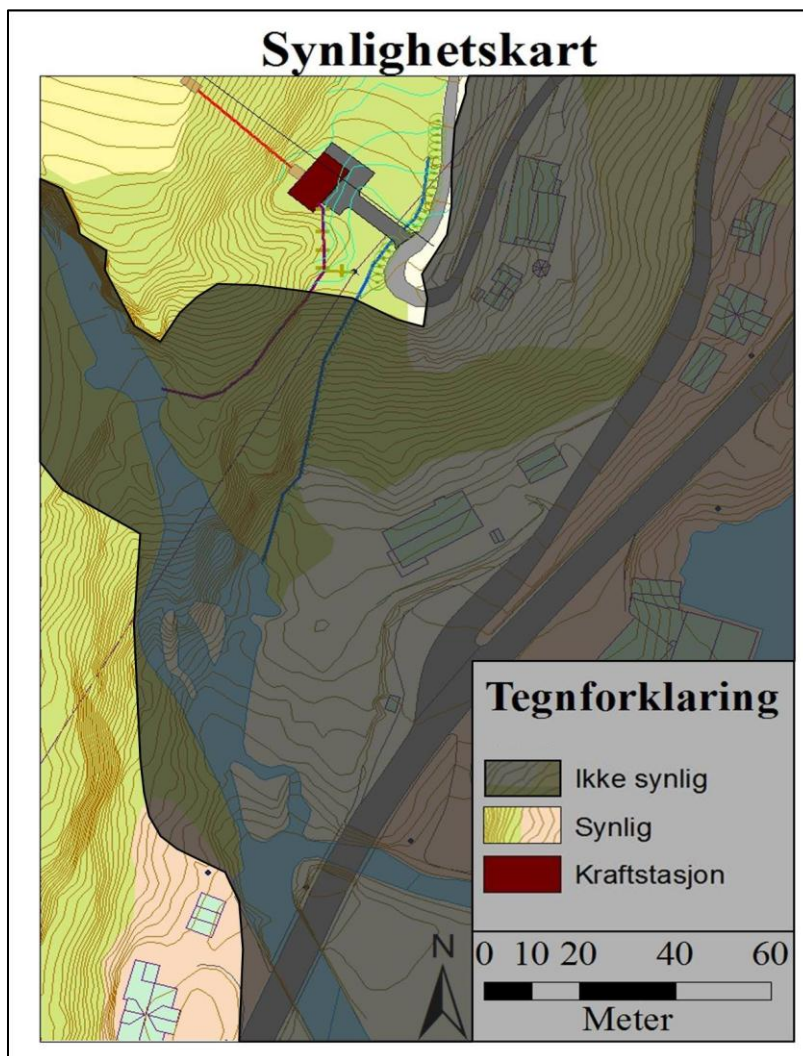 Synlighetskart
Tegnforklaring
Ikke synlig
Synlig
Kraftstasjon
N
0 10 20 40 60
Meter